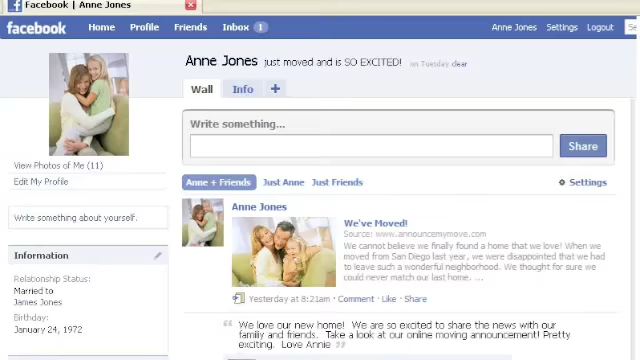 Facebook | Anne Jones
facebook Home Profile Friends Inbox 1 Anne Jones Settings Logout Se
Anne Jones just moved and is SO EXCITED! on Tuesday clear
Wall Info +
Write something...
Share
View Photos of Me (11)
Edit My Profile
Anne + Friends Just Anne Just Friends Settings
Write something about yourself.
Anne Jones
We've Moved!
Source: www.announcemymove.com
We cannot believe we finally found a home that we love! When we
moved from San Diego last year, we were disappointed that we had
to leave such a wonderful neighborhood. We thought for sure we
could never match our last home. ...
Information
Relationship Status:
Married to
James Jones
Birthday:
January 24, 1972
Yesterday at 8:21am · Comment · Like · Share
“ We love our new home! We are so excited to share the news with our
familiy and friends. Take a look at our online moving announcement! Pretty
exciting. Love Annie ”